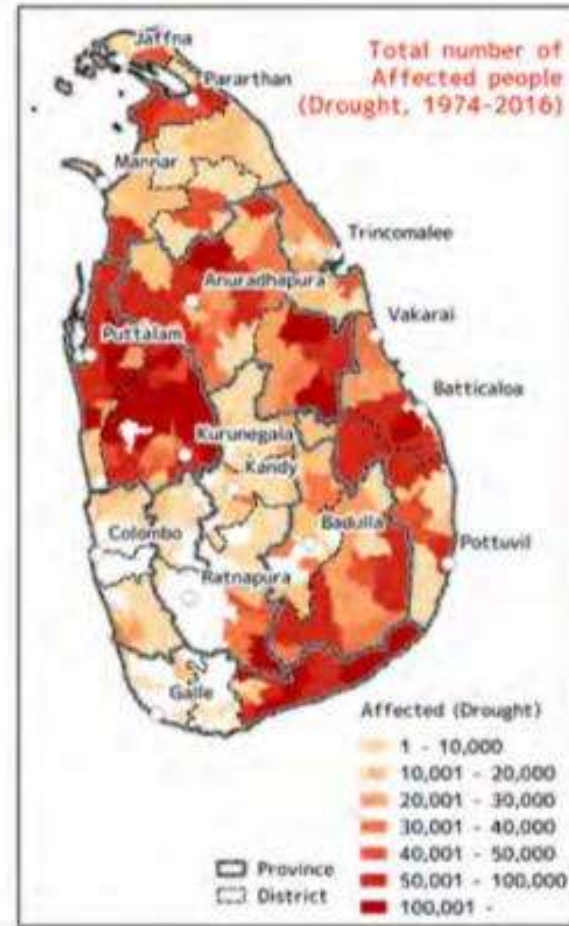 Jaffna
Total number of
Affected people
(Drought, 1974-2016)
Pararthan
Mannar
Trincomalee
Anuradhapura
Vakarai
Puttalam
Batticaloa
Kurunegala
Kandy
Badulla
Colombo
Pottuvil
Ratnapura
Galle
Affected (Drought)
1 - 10,000
10,001 - 20,000
20,001 - 30,000
30,001 - 40,000
40,001 - 50,000
50,001 - 100,000
100,001 -
Province
District